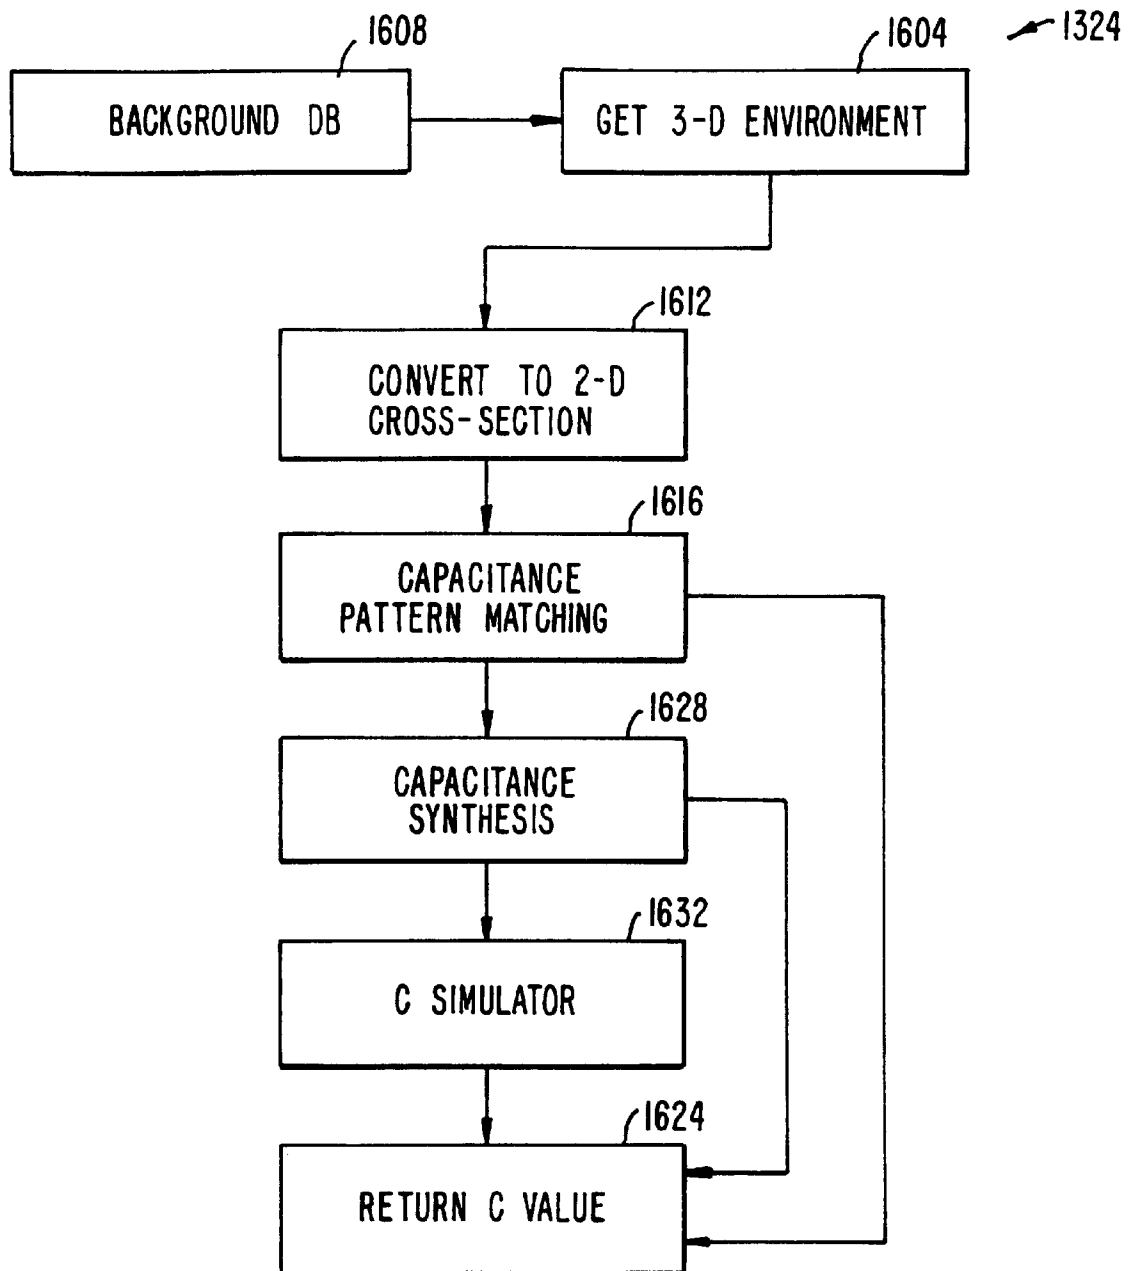 1608
1604
1324
BACKGROUND DB
GET 3-D ENVIRONMENT
1612
CONVERT TO 2-D
CROSS-SECTION
1616
CAPACITANCE
PATTERN MATCHING
1628
CAPACITANCE
SYNTHESIS
1632
C SIMULATOR
1624
RETURN C VALUE